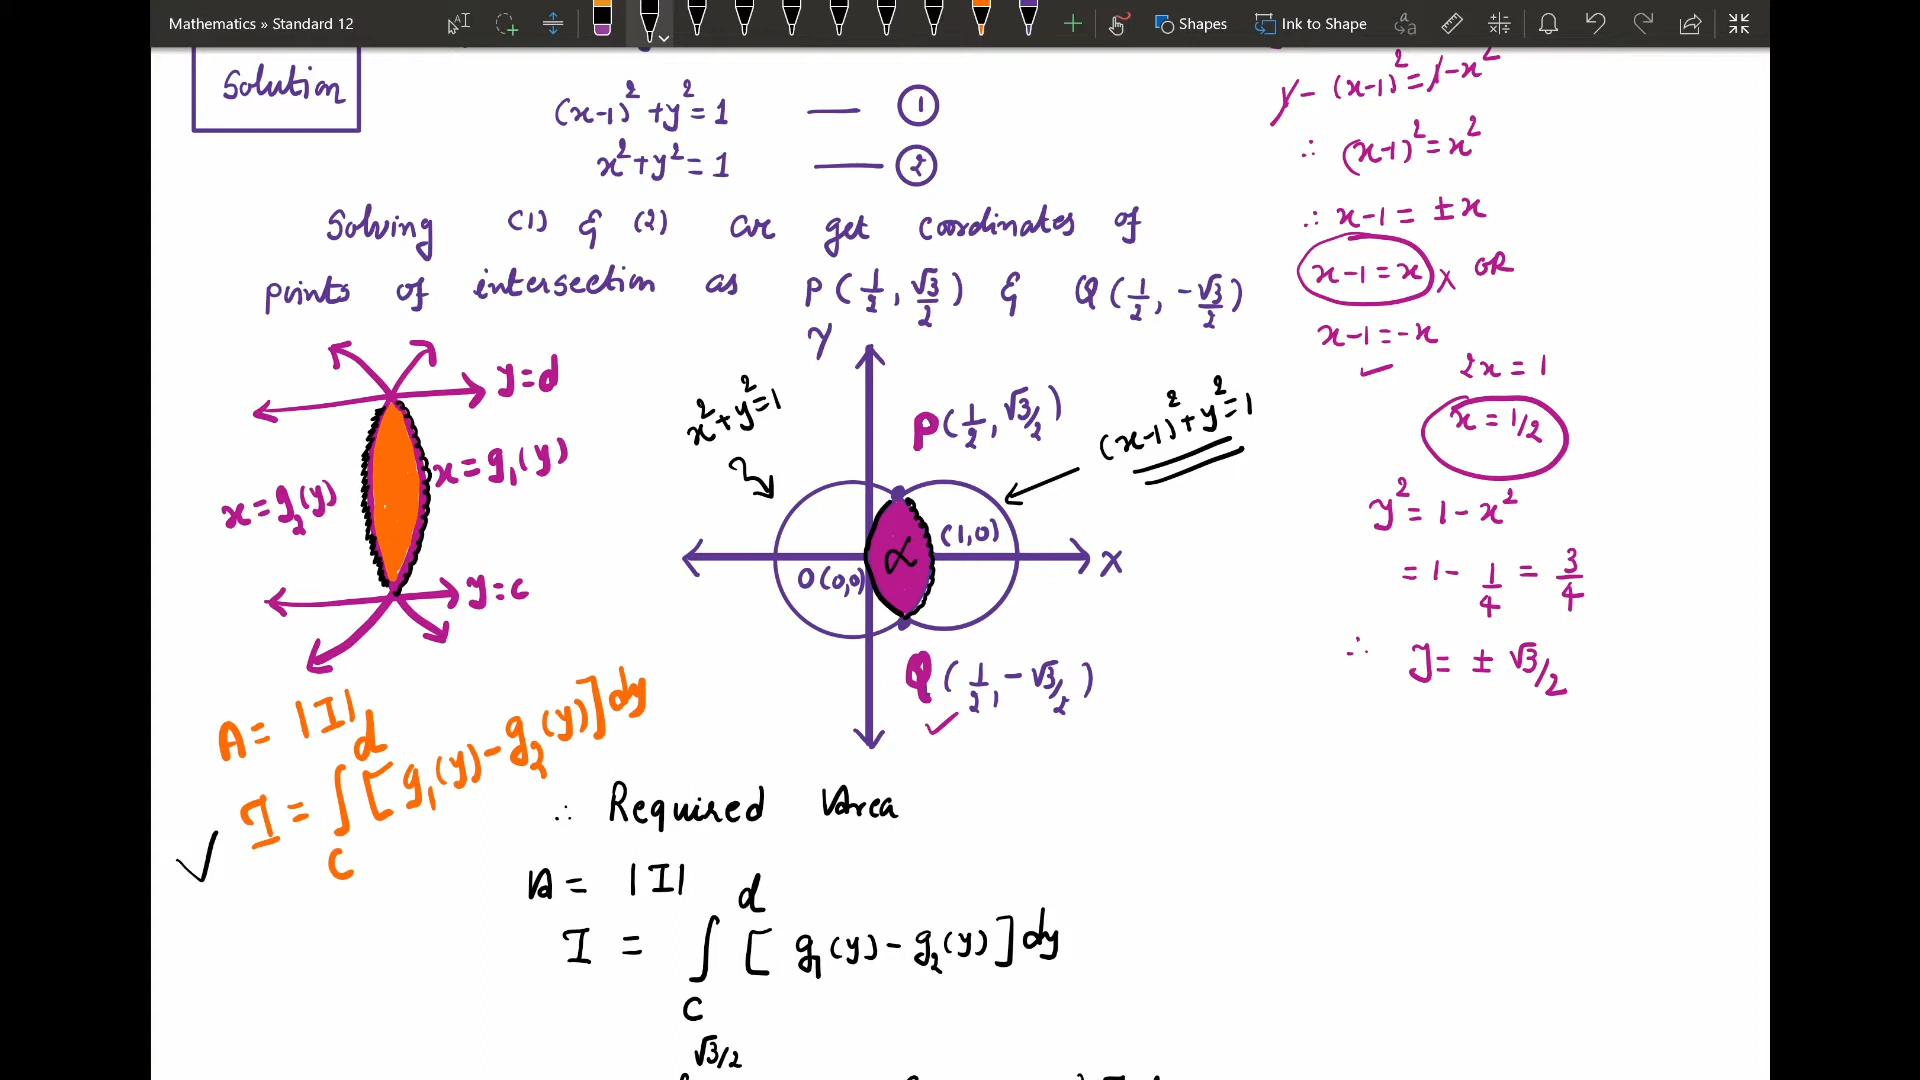 Mathematics » Standard 12
Shapes
Ink to Shape
Solution
(x-1)² + y² = 1 —— ①
x² + y² = 1 —— ②
Solving (1) & (2) we get coordinates of
points of intersection as P(1/2, √3/2) & Q(1/2, -√3/2)
1 - (x-1)² = 1 - x²
∴ (x-1)² = x²
∴ x-1 = ±x
x-1 = x X OR
x-1 = -x
2x = 1
x = 1/2
y² = 1 - x²
= 1 - 1/4 = 3/4
∴ y = ± √3/2
y=d
x=g₁(y)
x=g₂(y)
y=c
A = |I|
I = ∫_c^d [g₁(y) - g₂(y)] dy
Y
x²+y²=1
P(1/2, √3/2)
(x-1)²+y²=1
(1,0)
O(0,0)
X
Q(1/2, -√3/2)
∴ Required Area
A = |I|
I = ∫_c^d [g₁(y) - g₂(y)] dy
√3/2